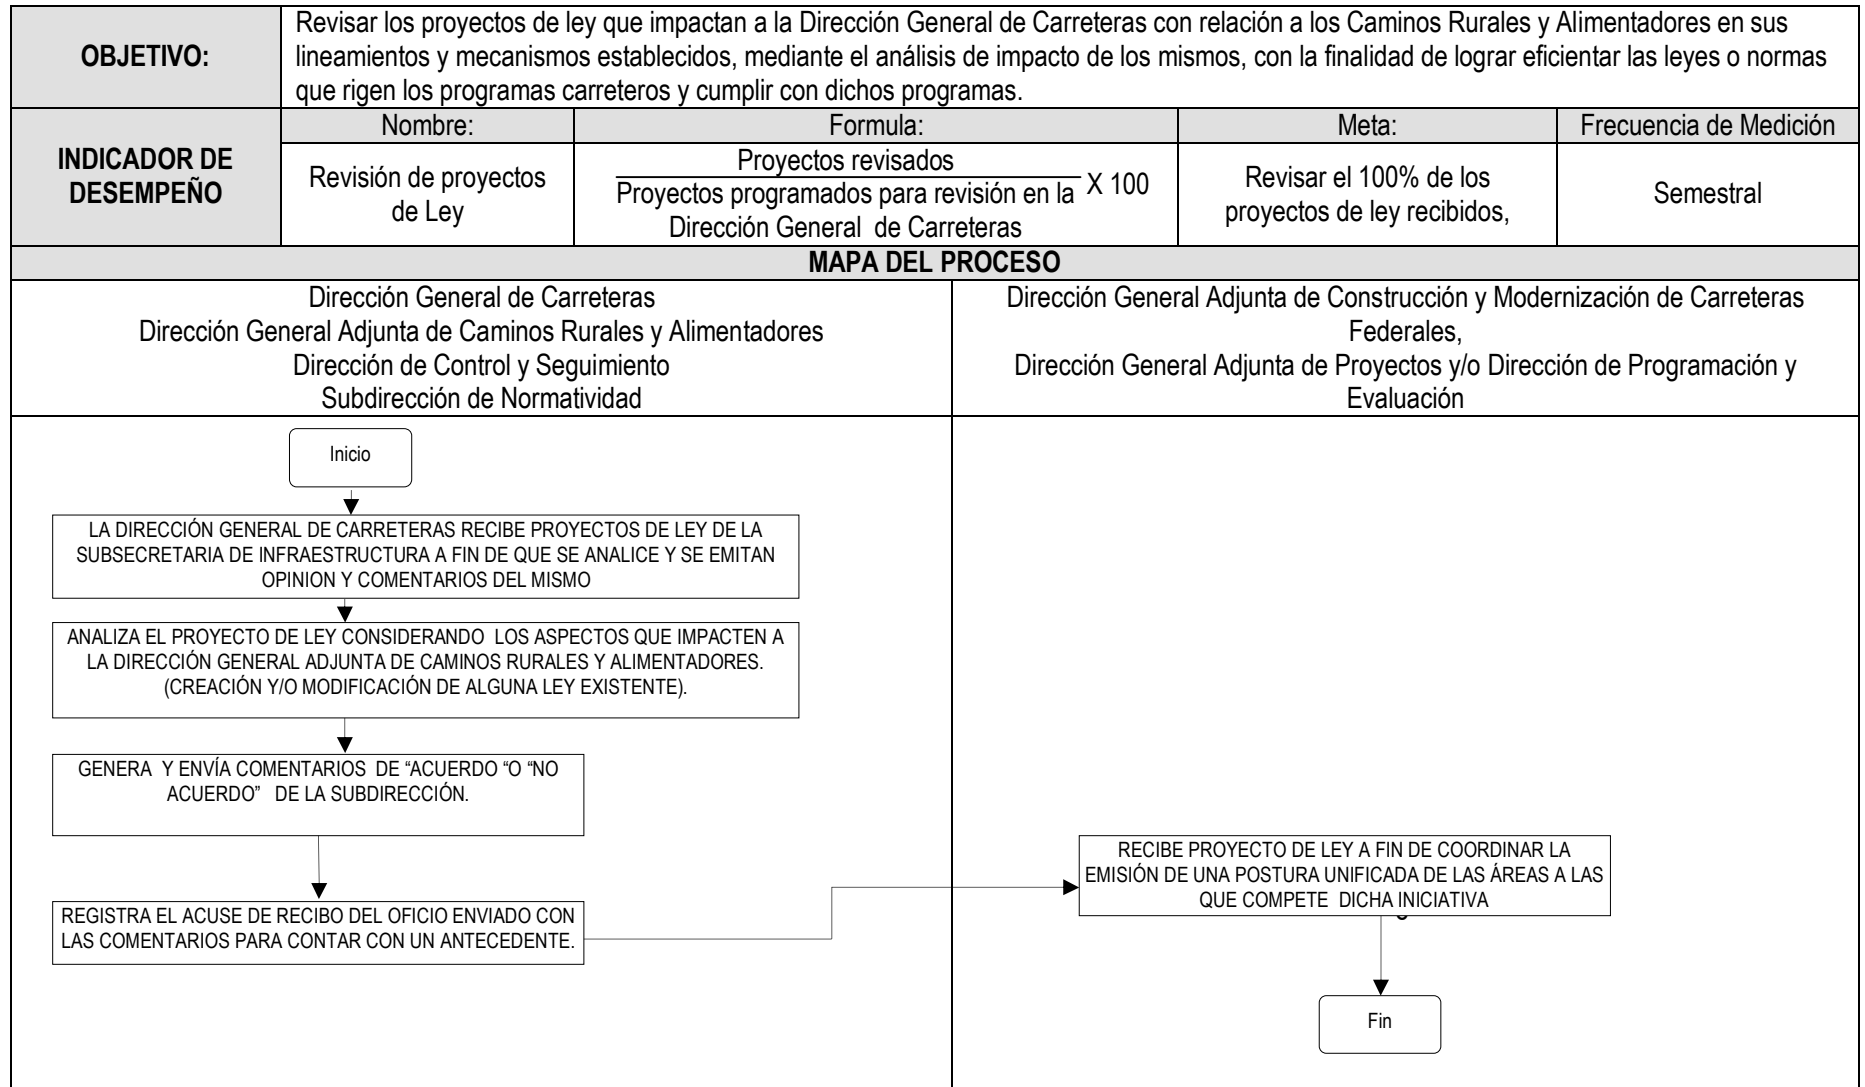 OBJETIVO:
Revisar los proyectos de ley que impactan a la Dirección General de Carreteras con relación a los Caminos Rurales y Alimentadores en sus
lineamientos y mecanismos establecidos, mediante el análisis de impacto de los mismos, con la finalidad de lograr eficientar las leyes o normas
que rigen los programas carreteros y cumplir con dichos programas.
INDICADOR DE
DESEMPEÑO
Nombre:
Formula:
Meta:
Frecuencia de Medición
Revisión de proyectos
de Ley
Proyectos revisados
Proyectos programados para revisión en la
Dirección General de Carreteras
X 100
Revisar el 100% de los
proyectos de ley recibidos,
Semestral
MAPA DEL PROCESO
Dirección General de Carreteras
Dirección General Adjunta de Caminos Rurales y Alimentadores
Dirección de Control y Seguimiento
Subdirección de Normatividad
Dirección General Adjunta de Construcción y Modernización de Carreteras
Federales,
Dirección General Adjunta de Proyectos y/o Dirección de Programación y
Evaluación
Inicio
LA DIRECCIÓN GENERAL DE CARRETERAS RECIBE PROYECTOS DE LEY DE LA
SUBSECRETARIA DE INFRAESTRUCTURA A FIN DE QUE SE ANALICE Y SE EMITAN
OPINION Y COMENTARIOS DEL MISMO
ANALIZA EL PROYECTO DE LEY CONSIDERANDO LOS ASPECTOS QUE IMPACTEN A
LA DIRECCIÓN GENERAL ADJUNTA DE CAMINOS RURALES Y ALIMENTADORES.
(CREACIÓN Y/O MODIFICACIÓN DE ALGUNA LEY EXISTENTE).
GENERA Y ENVÍA COMENTARIOS DE “ACUERDO “O “NO
ACUERDO” DE LA SUBDIRECCIÓN.
REGISTRA EL ACUSE DE RECIBO DEL OFICIO ENVIADO CON
LAS COMENTARIOS PARA CONTAR CON UN ANTECEDENTE.
RECIBE PROYECTO DE LEY A FIN DE COORDINAR LA
EMISIÓN DE UNA POSTURA UNIFICADA DE LAS ÁREAS A LAS
QUE COMPETE DICHA INICIATIVA
Fin